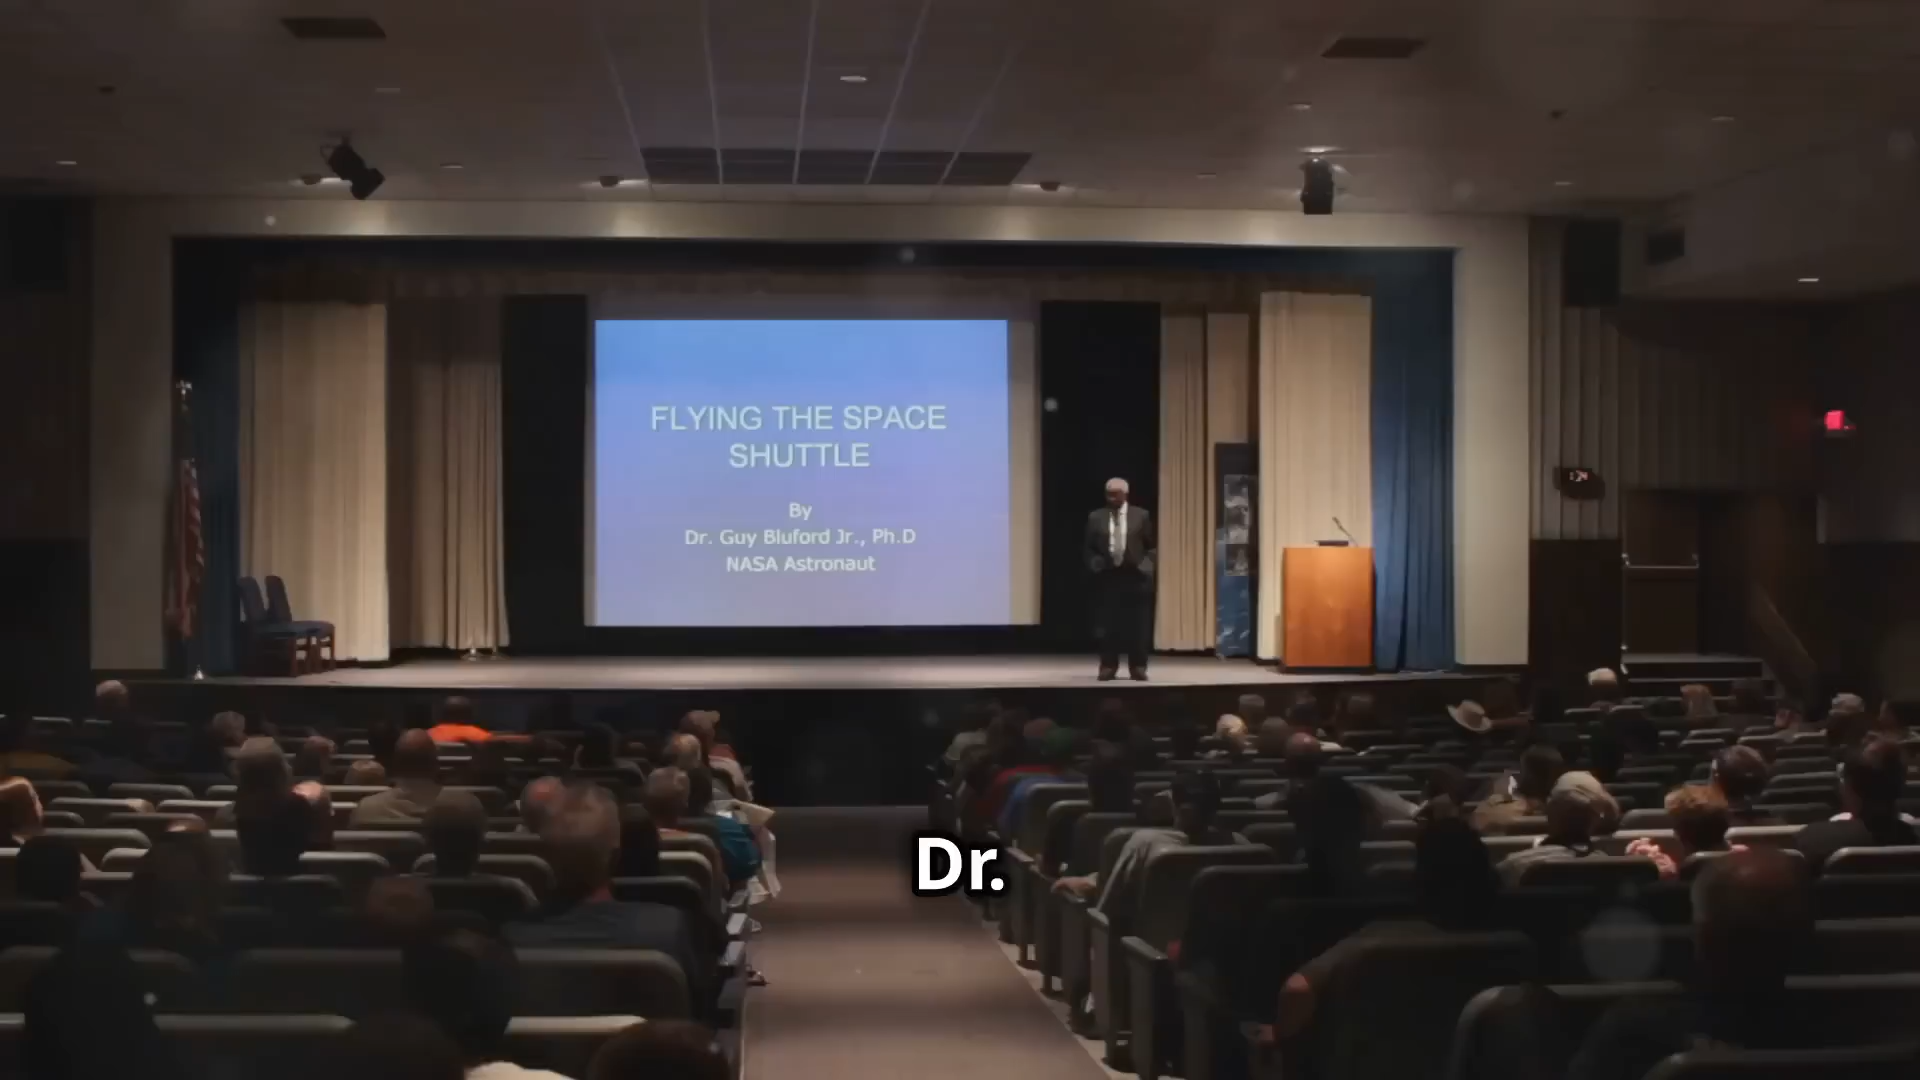 FLYING THE SPACE
SHUTTLE
By
Dr. Guy Bluford Jr., Ph.D
NASA Astronaut
Dr.